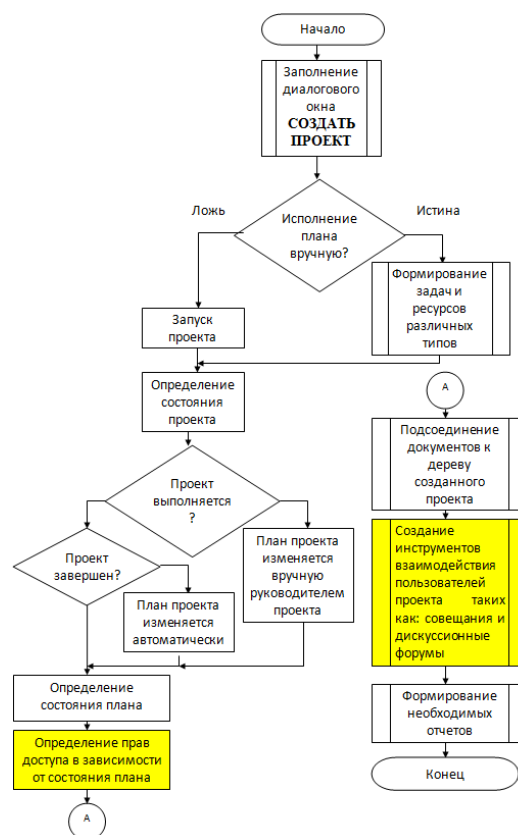 Начало
Заполнение
диалогового
окна
СОЗДАТЬ
ПРОЕКТ
Ложь
Исполнение
плана
вручную?
Истина
Запуск
проекта
Формирование
задач и
ресурсов
различных
типов
Определение
состояния
проекта
Проект
выполняется
?
Проект
завершен?
План проекта
изменяется
автоматически
План проекта
изменяется
вручную
руководителем
проекта
Определение
состояния плана
Определение прав
доступа в зависимости
от состояния плана
А
А
Подсоединение
документов к
дереву
созданного
проекта
Создание
инструментов
взаимодействия
пользователей
проекта таких
как: совещания и
дискуссионные
форумы
Формирование
необходимых
отчетов
Конец